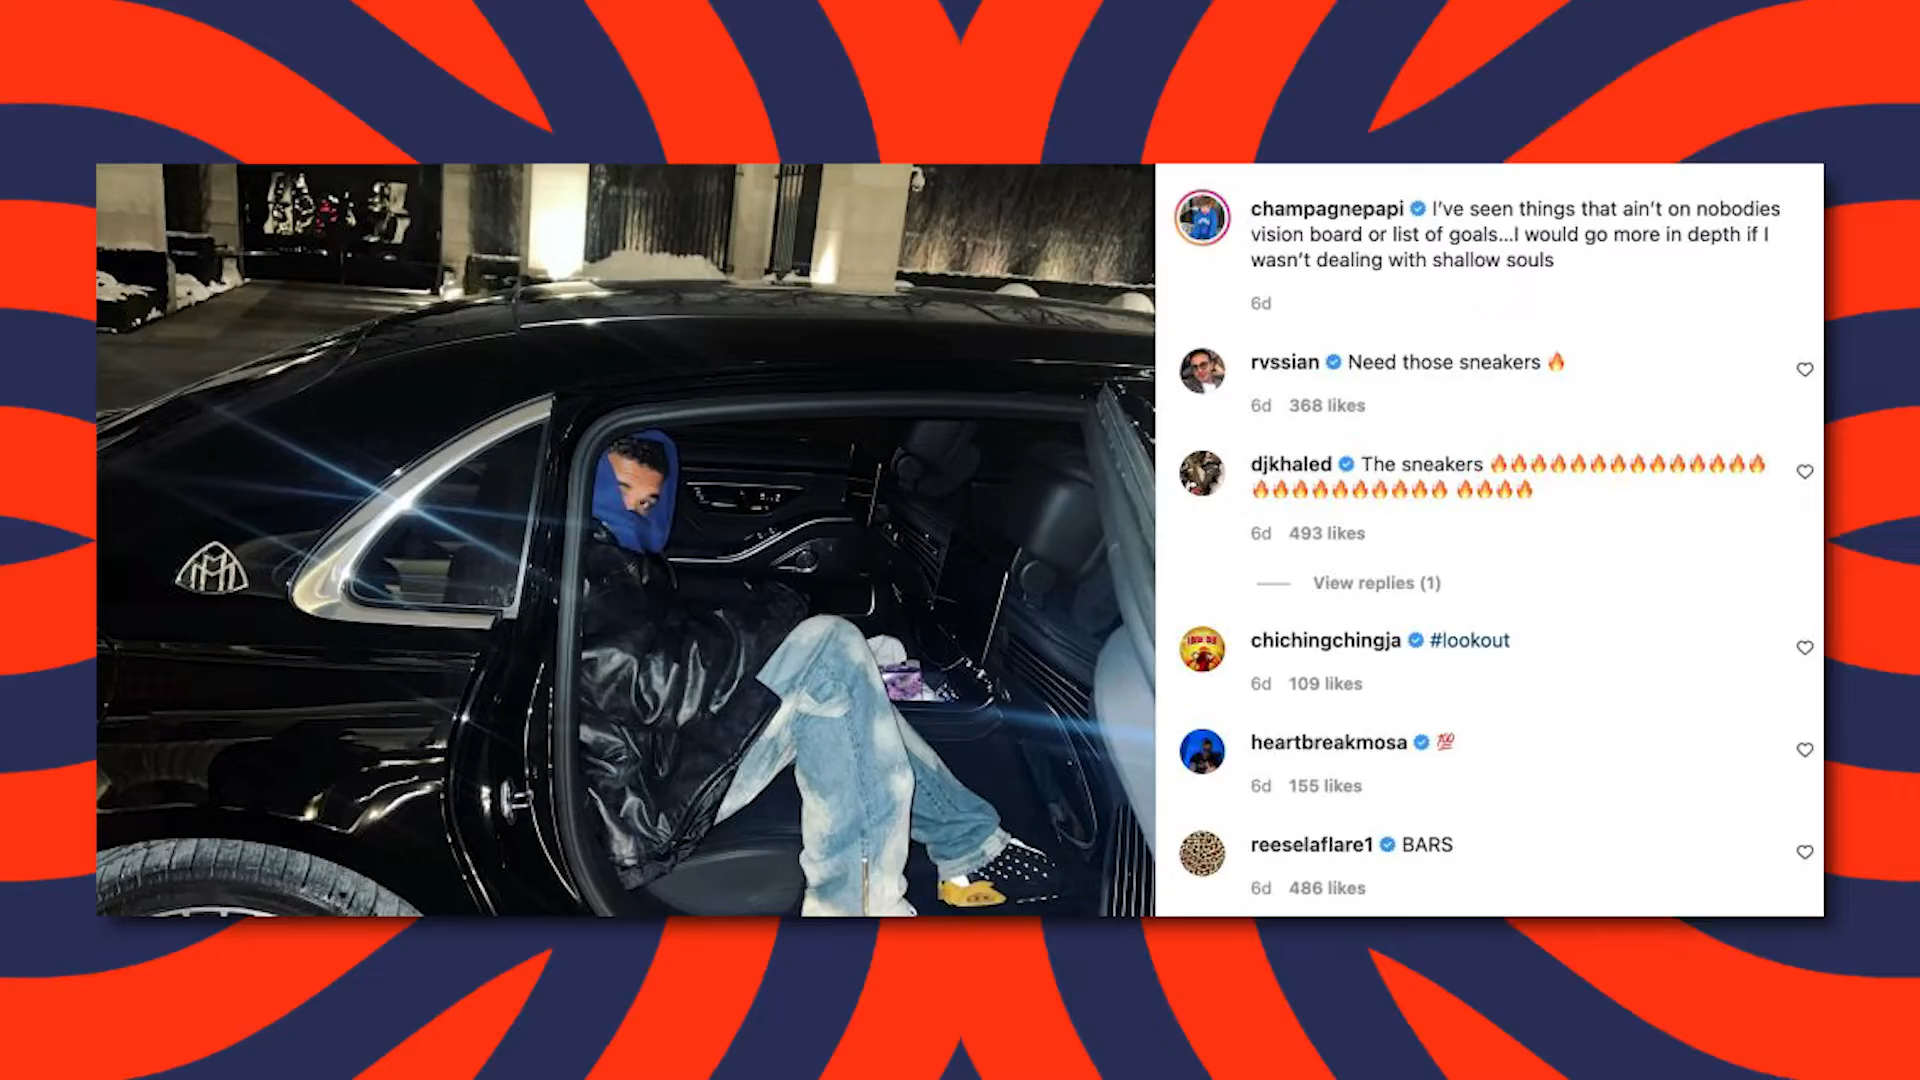 champagnepapi I've seen things that ain't on nobodies
vision board or list of goals...I would go more in depth if I
wasn't dealing with shallow souls
6d
rvssian Need those sneakers 🔥
6d 368 likes
djkhaled The sneakers 🔥🔥🔥🔥🔥🔥🔥🔥🔥🔥🔥🔥🔥🔥
🔥🔥🔥🔥🔥🔥🔥🔥🔥🔥 🔥🔥🔥🔥
6d 493 likes
View replies (1)
chichingchingja #lookout
6d 109 likes
heartbreakmosa 💯
6d 155 likes
reeselaflare1 BARS
6d 486 likes